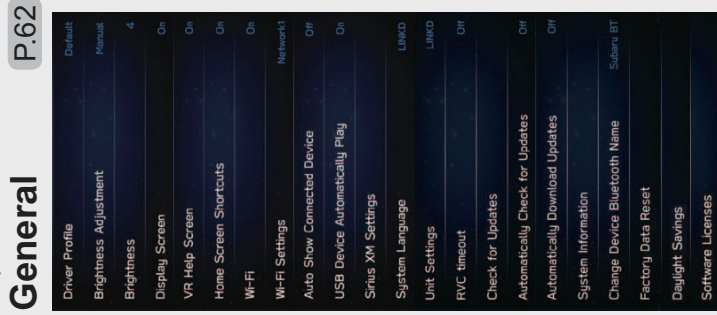 General P.62
Driver Profile Default
Brightness Adjustment Manual
Brightness 4
Display Screen On
VR Help Screen On
Home Screen Shortcuts On
Wi-Fi On
Wi-Fi Settings Network1
Auto Show Connected Device Off
USB Device Automatically Play On
Sirius XM Settings
System Language LINKD
Unit Settings LINKD
RVC timeout Off
Check for Updates
Automatically Check for Updates Off
Automatically Download Updates Off
System Information
Change Device Bluetooth Name Subaru BT
Factory Data Reset
Daylight Savings
Software Licenses